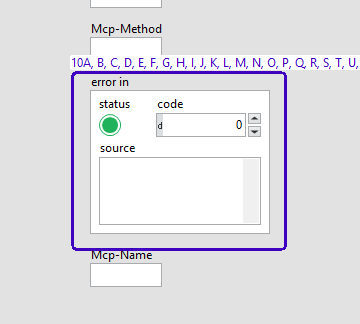 Mcp-Method
10A, B, C, D, E, F, G, H, I, J, K, L, M, N, O, P, Q, R, S, T, U,
error in
status code
d 0
source
Mcp-Name